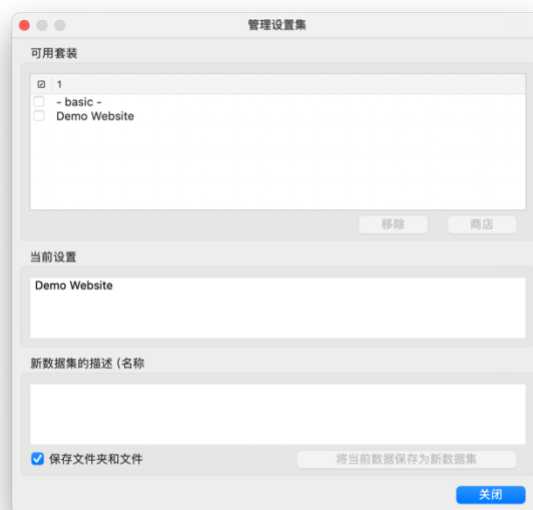 管理设置集
可用套装
1
- basic -
Demo Website
移除 商店
当前设置
Demo Website
新数据集的描述 (名称
保存文件夹和文件 将当前数据保存为新数据集
关闭